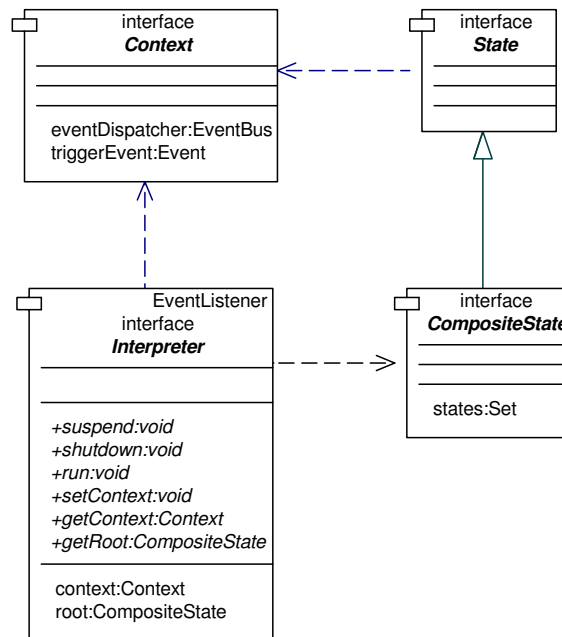 interface
Context
eventDispatcher:EventBus
triggerEvent:Event
interface
State
EventListener
interface
Interpreter
+suspend:void
+shutdown:void
+run:void
+setContext:void
+getContext:Context
+getRoot:CompositeState
context:Context
root:CompositeState
interface
CompositeState
states:Set